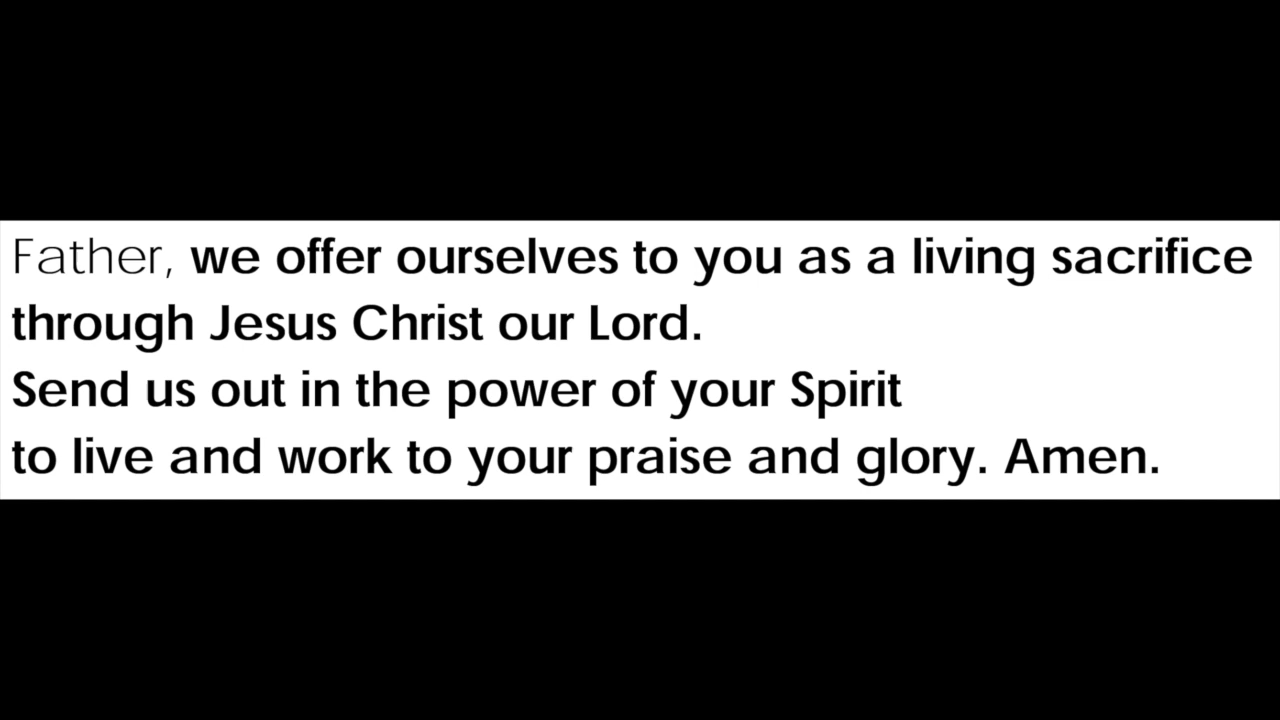 Father, we offer ourselves to you as a living sacrifice
through Jesus Christ our Lord.
Send us out in the power of your Spirit
to live and work to your praise and glory. Amen.